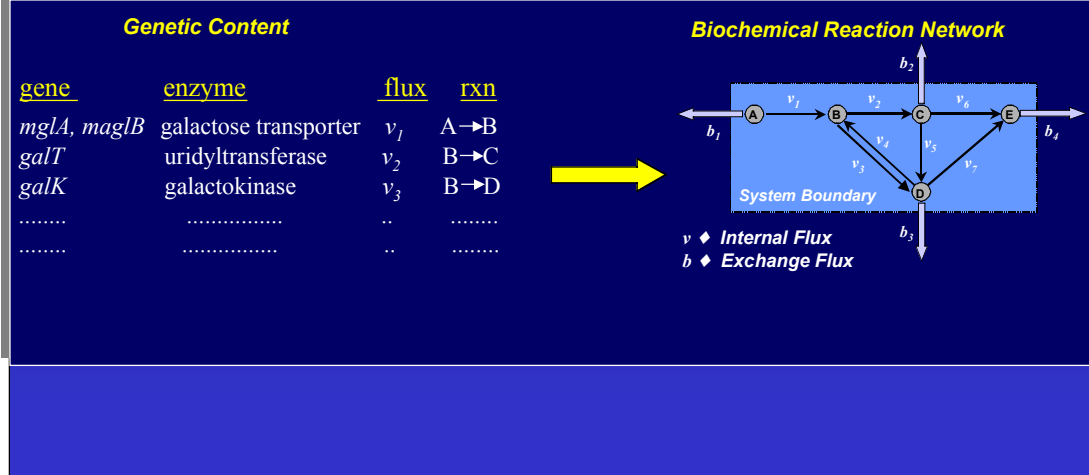 Genetic Content
gene enzyme flux rxn
mglA, maglB galactose transporter v1 A→B
galT uridyltransferase v2 B→C
galK galactokinase v3 B→D
........ ................ .. ........
........ ................ .. ........
Biochemical Reaction Network
b2
v1 v2 v6
A B C E
b1 v4 v5 b4
v3 v7
D
System Boundary
b3
v ♦ Internal Flux
b ♦ Exchange Flux